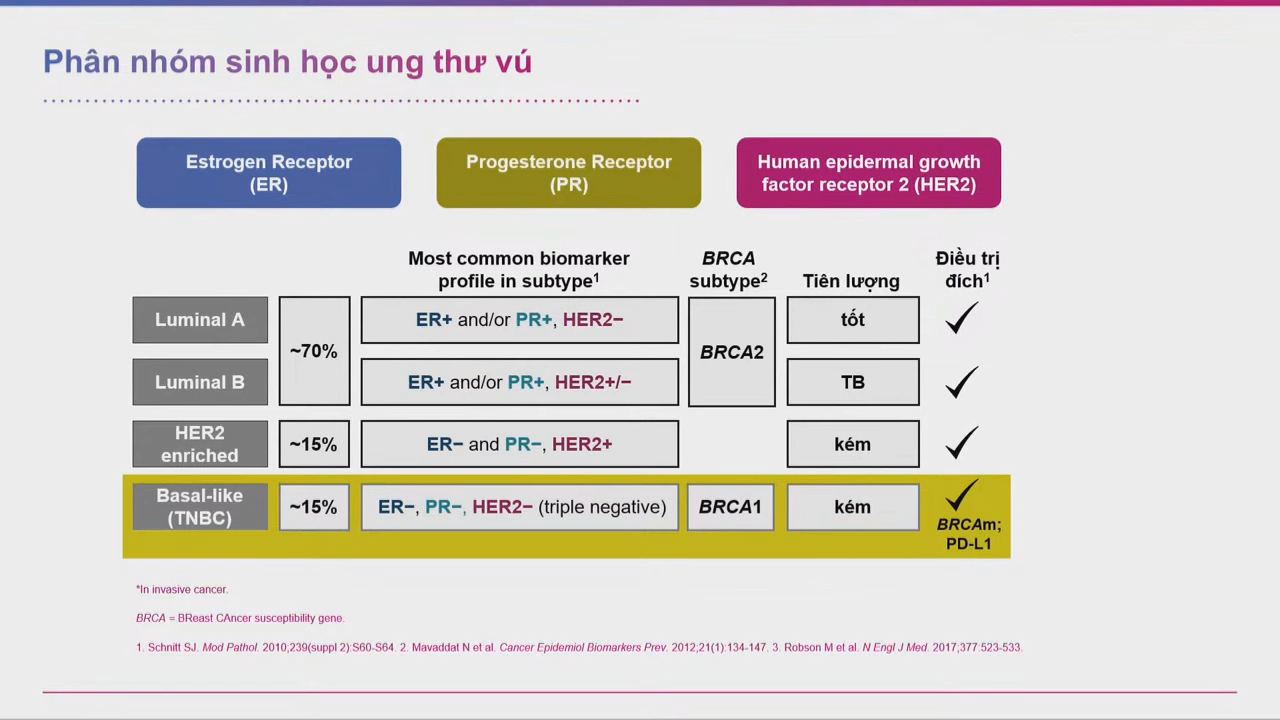 Phân nhóm sinh học ung thư vú
Estrogen Receptor
(ER)
Progesterone Receptor
(PR)
Human epidermal growth
factor receptor 2 (HER2)
Most common biomarker
profile in subtype1
BRCA
subtype2
Tiên lượng
Điều trị
đích1
Luminal A
~70%
ER+ and/or PR+, HER2−
BRCA2
tốt
Luminal B
ER+ and/or PR+, HER2+/−
TB
HER2
enriched
~15%
ER− and PR−, HER2+
kém
Basal-like
(TNBC)
~15%
ER−, PR−, HER2− (triple negative)
BRCA1
kém
BRCAm;
PD-L1
*In invasive cancer.
BRCA = BReast CAncer susceptibility gene.
1. Schnitt SJ. Mod Pathol. 2010;239(suppl 2):S60-S64. 2. Mavaddat N et al. Cancer Epidemiol Biomarkers Prev. 2012;21(1):134-147. 3. Robson M et al. N Engl J Med. 2017;377:523-533.